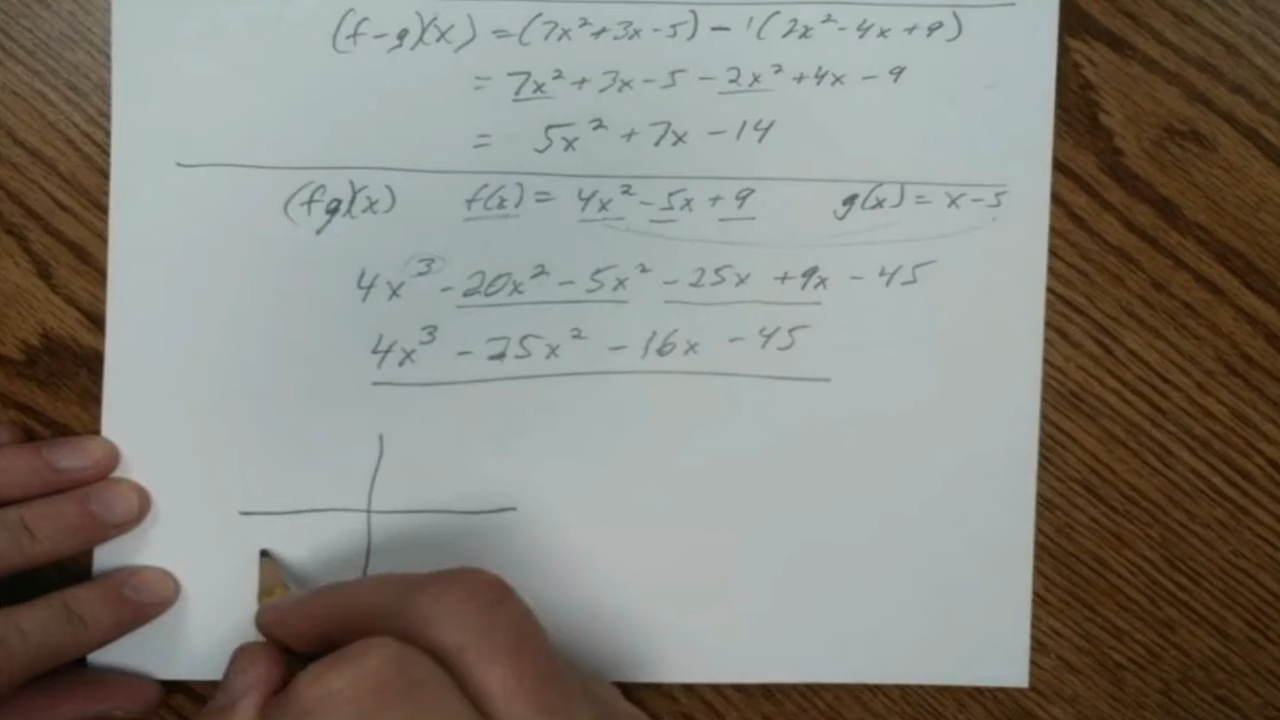 (f-g)(x) = (7x²+3x-5) - 1(2x²-4x+9)
= 7x²+3x-5-2x²+4x-9
= 5x²+7x-14
(fg)(x) f(x) = 4x²-5x+9 g(x) = x-5
4x³-20x²-5x²-25x+9x-45
4x³-25x²-16x-45